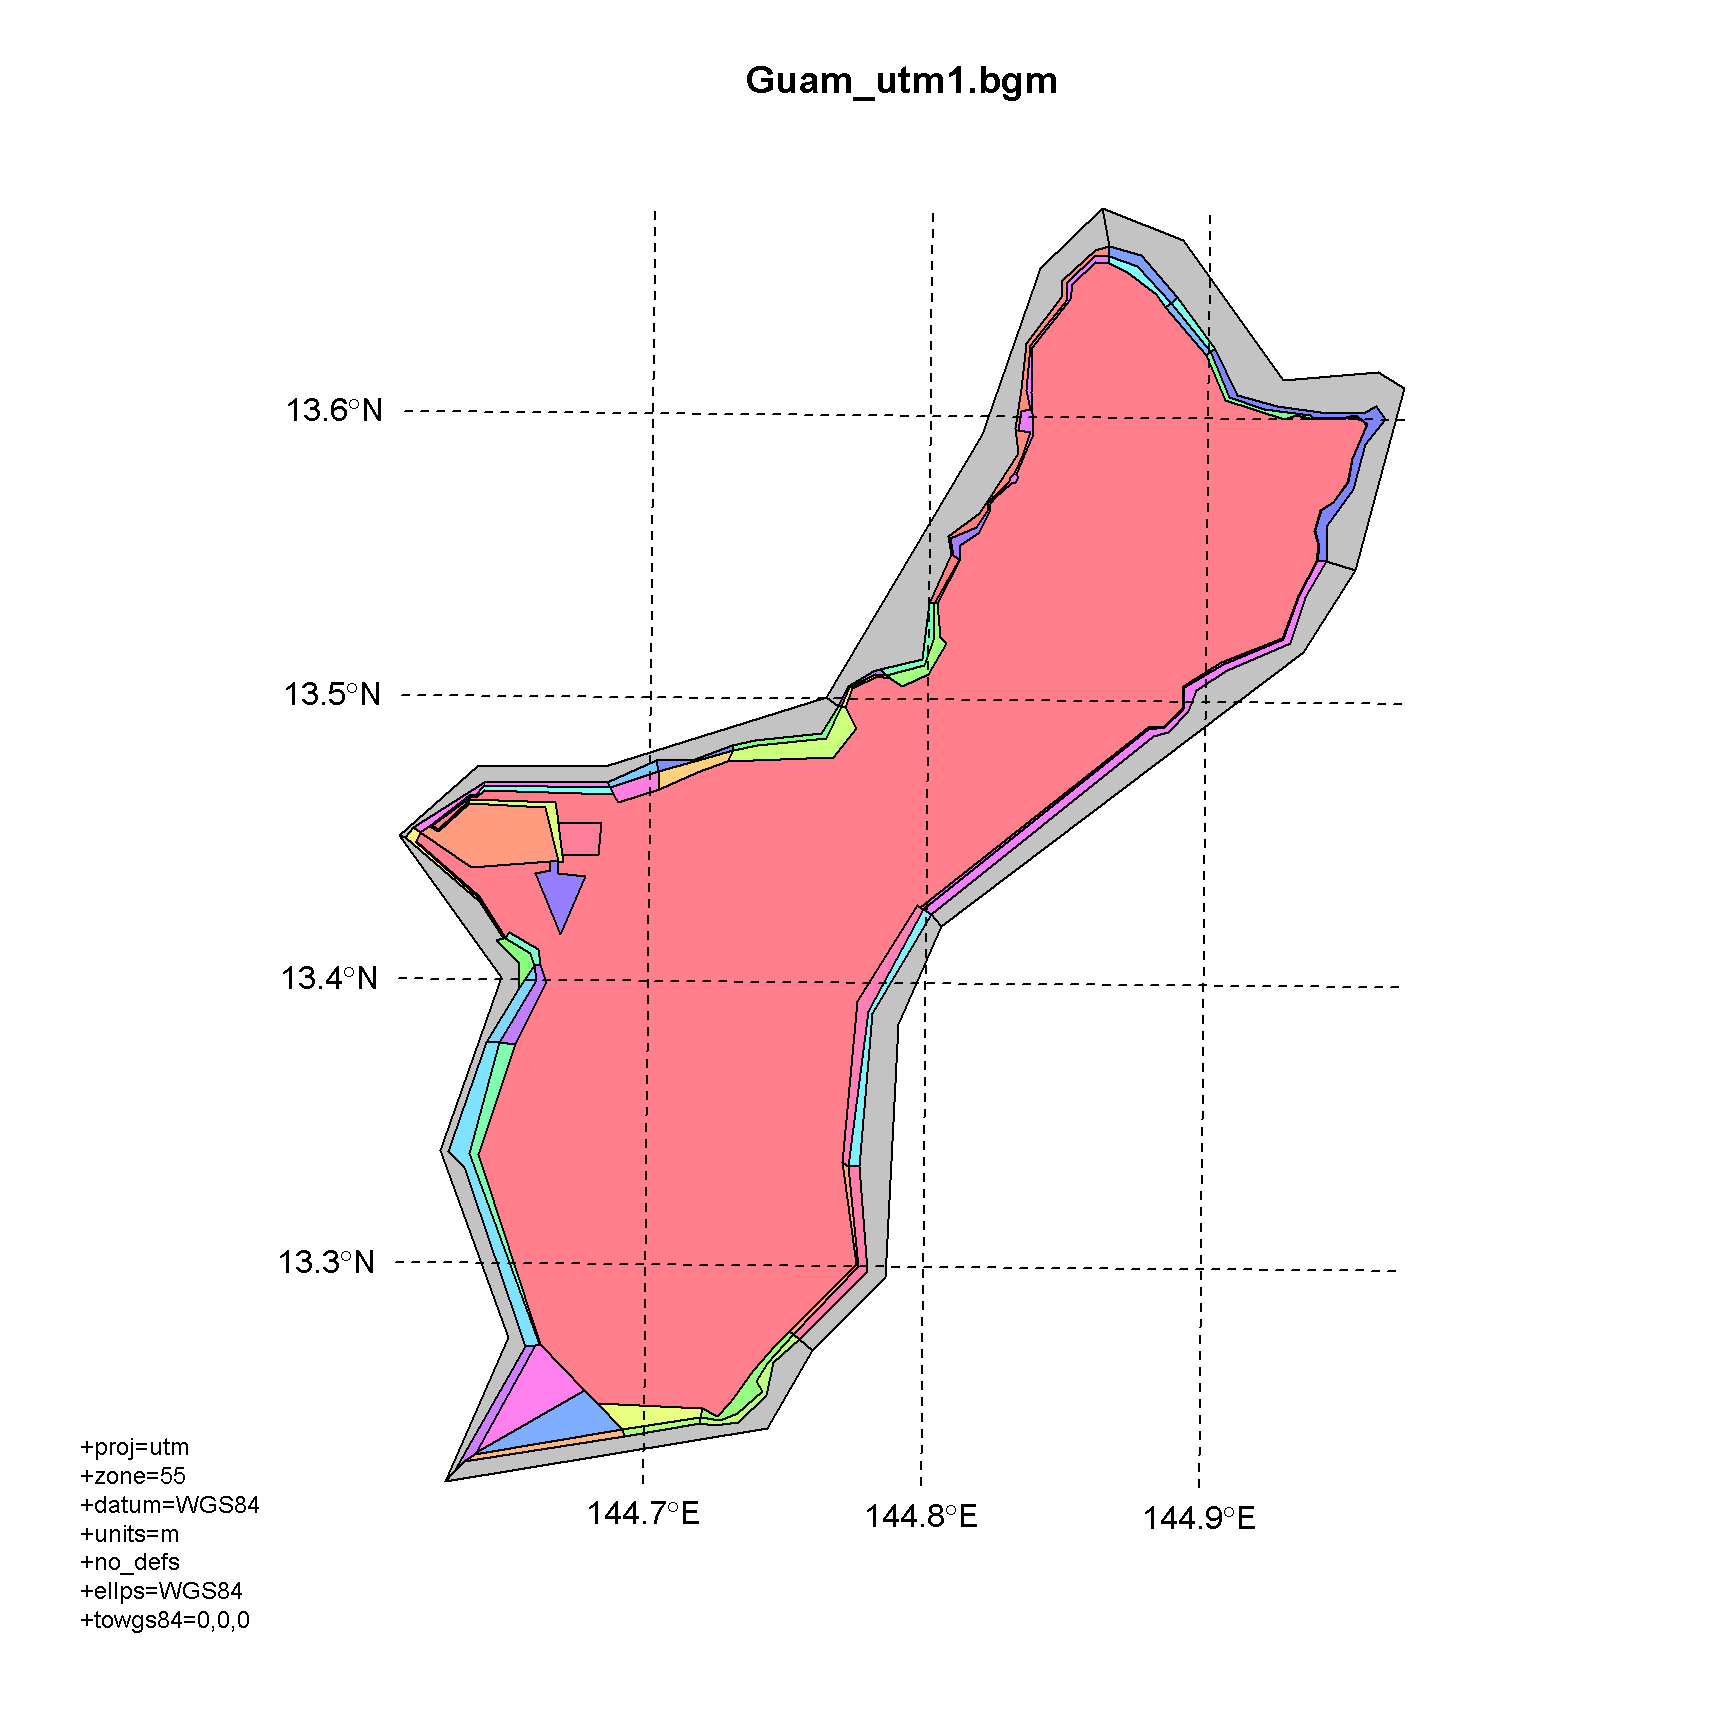 Guam_utm1.bgm
13.6°N
13.5°N
13.4°N
13.3°N
144.7°E 144.8°E 144.9°E
+proj=utm
+zone=55
+datum=WGS84
+units=m
+no_defs
+ellps=WGS84
+towgs84=0,0,0